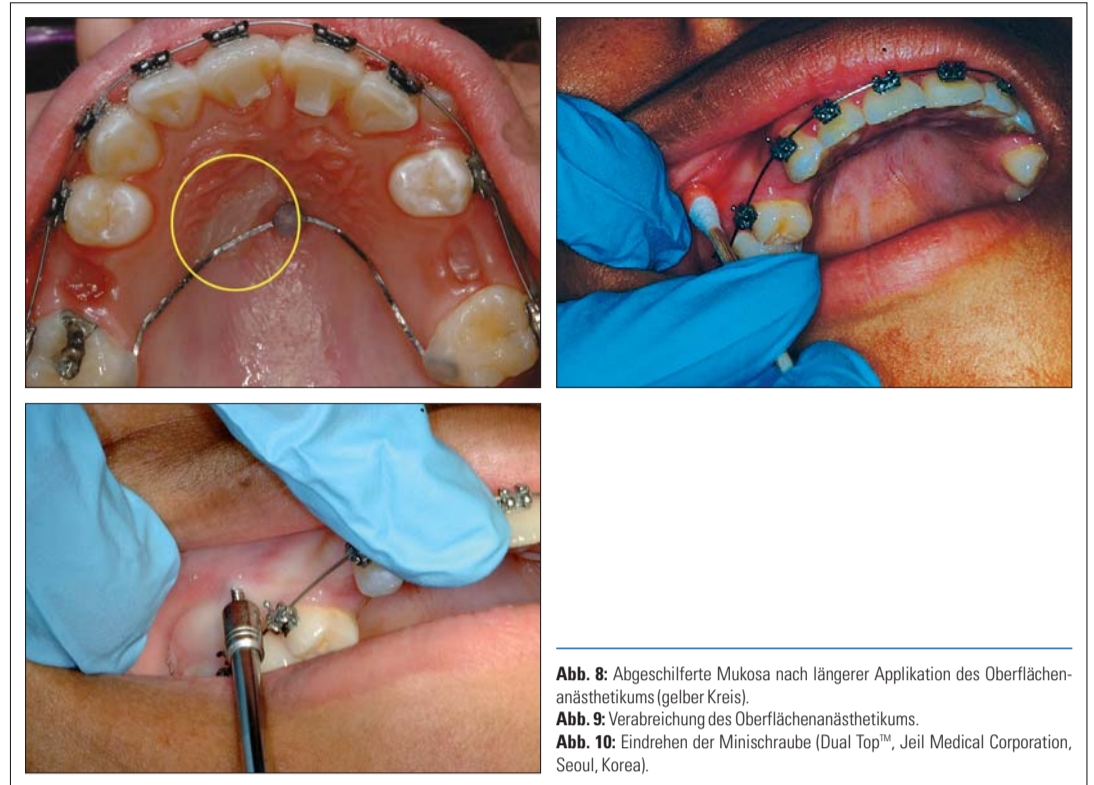 Abb. 8: Abgeschilferte Mukosa nach längerer Applikation des Oberflächen-
anästhetikums (gelber Kreis).
Abb. 9: Verabreichung des Oberflächenanästhetikums.
Abb. 10: Eindrehen der Minischraube (Dual Top™, Jeil Medical Corporation,
Seoul, Korea).